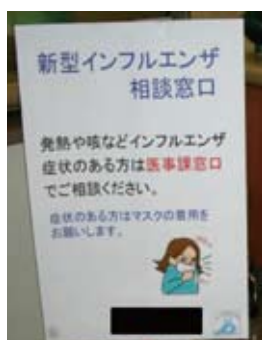 新型インフルエンザ
相談窓口
発熱や咳などインフルエンザ
症状のある方は医事課窓口
でご相談ください。
症状のある方はマスクの着用を
お願いします。